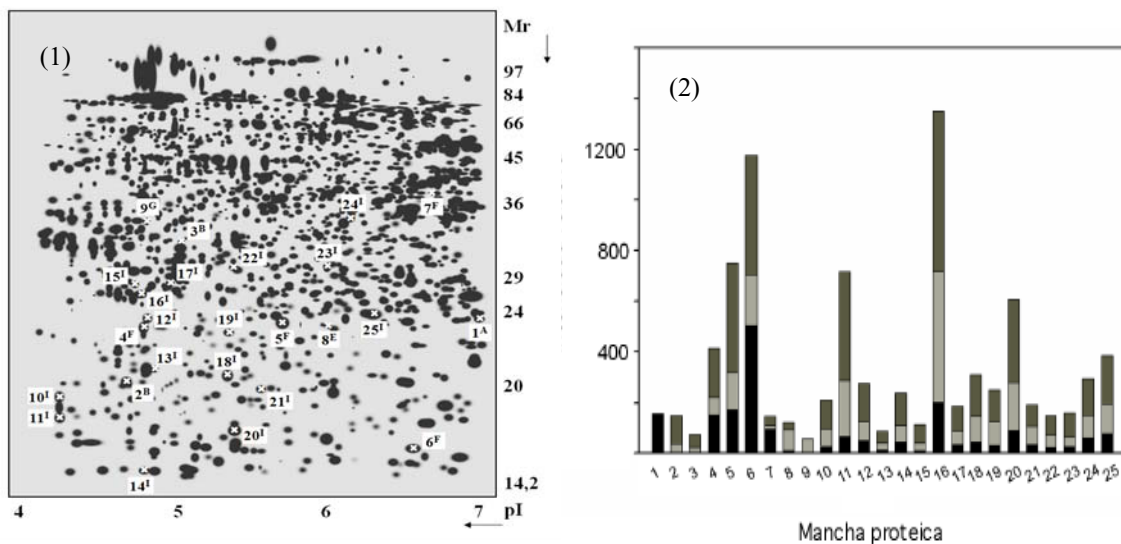 (1)
Mr
97
84
66
45
36
29
24
20
14,2
9G
24I
7F
3B
22I
23I
15I
17I
16I
12I
19I
4F
5F
8E
25I
1A
13I
18I
2B
21I
10I
11I
20I
6F
14I
4 5 6 7
pI
(2)
1200
800
400
1 2 3 4 5 6 7 8 9 10 11 12 13 14 15 16 17 18 19 20 21 22 23 24 25
Mancha proteica